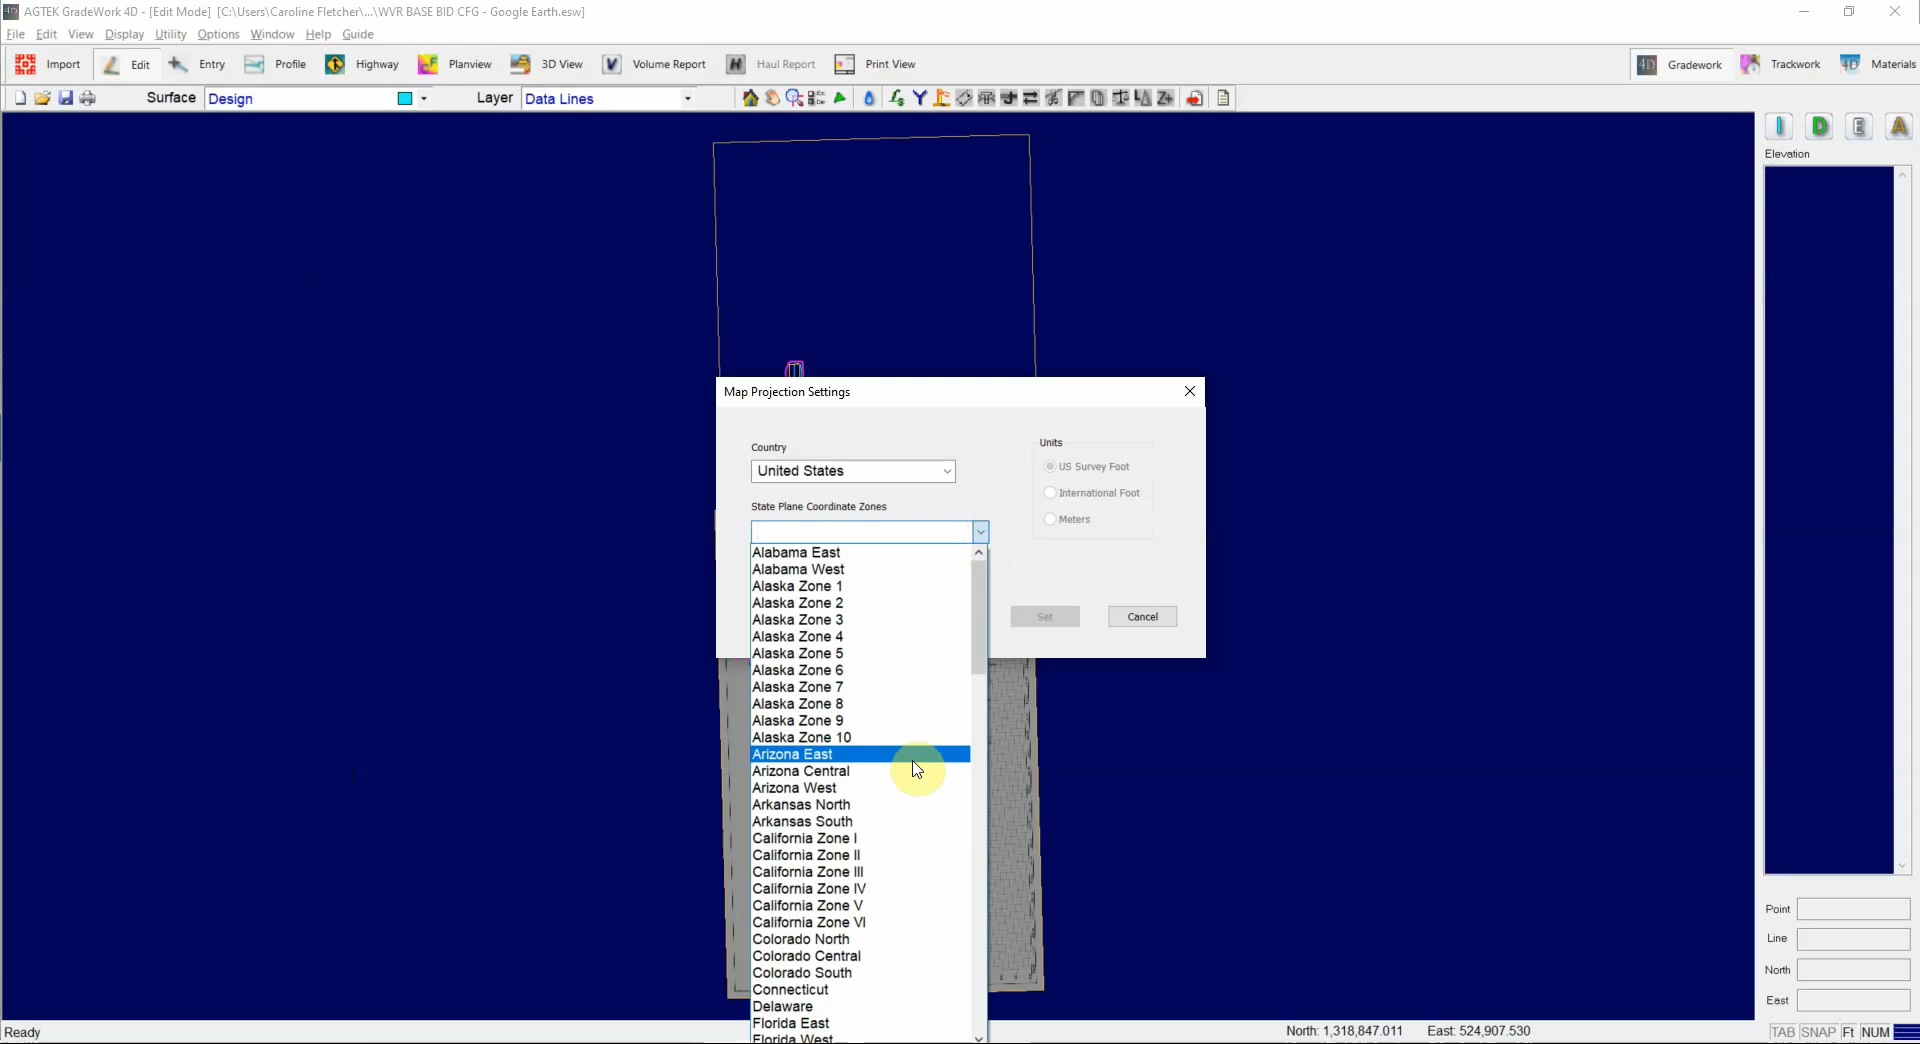 AGTEK GradeWork 4D - [Edit Mode]  [C:\Users\Caroline Fletcher\...\WVR BASE BID CFG - Google Earth.esw]
File Edit View Display Utility Options Window Help Guide
Import Edit Entry Profile Highway Planview 3D View Volume Report Haul Report Print View Gradework Trackwork Materials
Surface Design Layer Data Lines
Elevation
Map Projection Settings
Country
Units
United States
US Survey Foot
International Foot
State Plane Coordinate Zones
Meters
Alabama East
Alabama West
Alaska Zone 1
Alaska Zone 2
Alaska Zone 3
Set
Cancel
Alaska Zone 4
Alaska Zone 5
Alaska Zone 6
Alaska Zone 7
Alaska Zone 8
Alaska Zone 9
Alaska Zone 10
Arizona East
Arizona Central
Arizona West
Arkansas North
Arkansas South
California Zone I
California Zone II
California Zone III
California Zone IV
California Zone V
California Zone VI
Colorado North
Colorado Central
Colorado South
Connecticut
Delaware
Florida East
Florida West
Point
Line
North
East
Ready
North: 1,318,847.011 East: 524,907.530
TAB SNAP Ft NUM